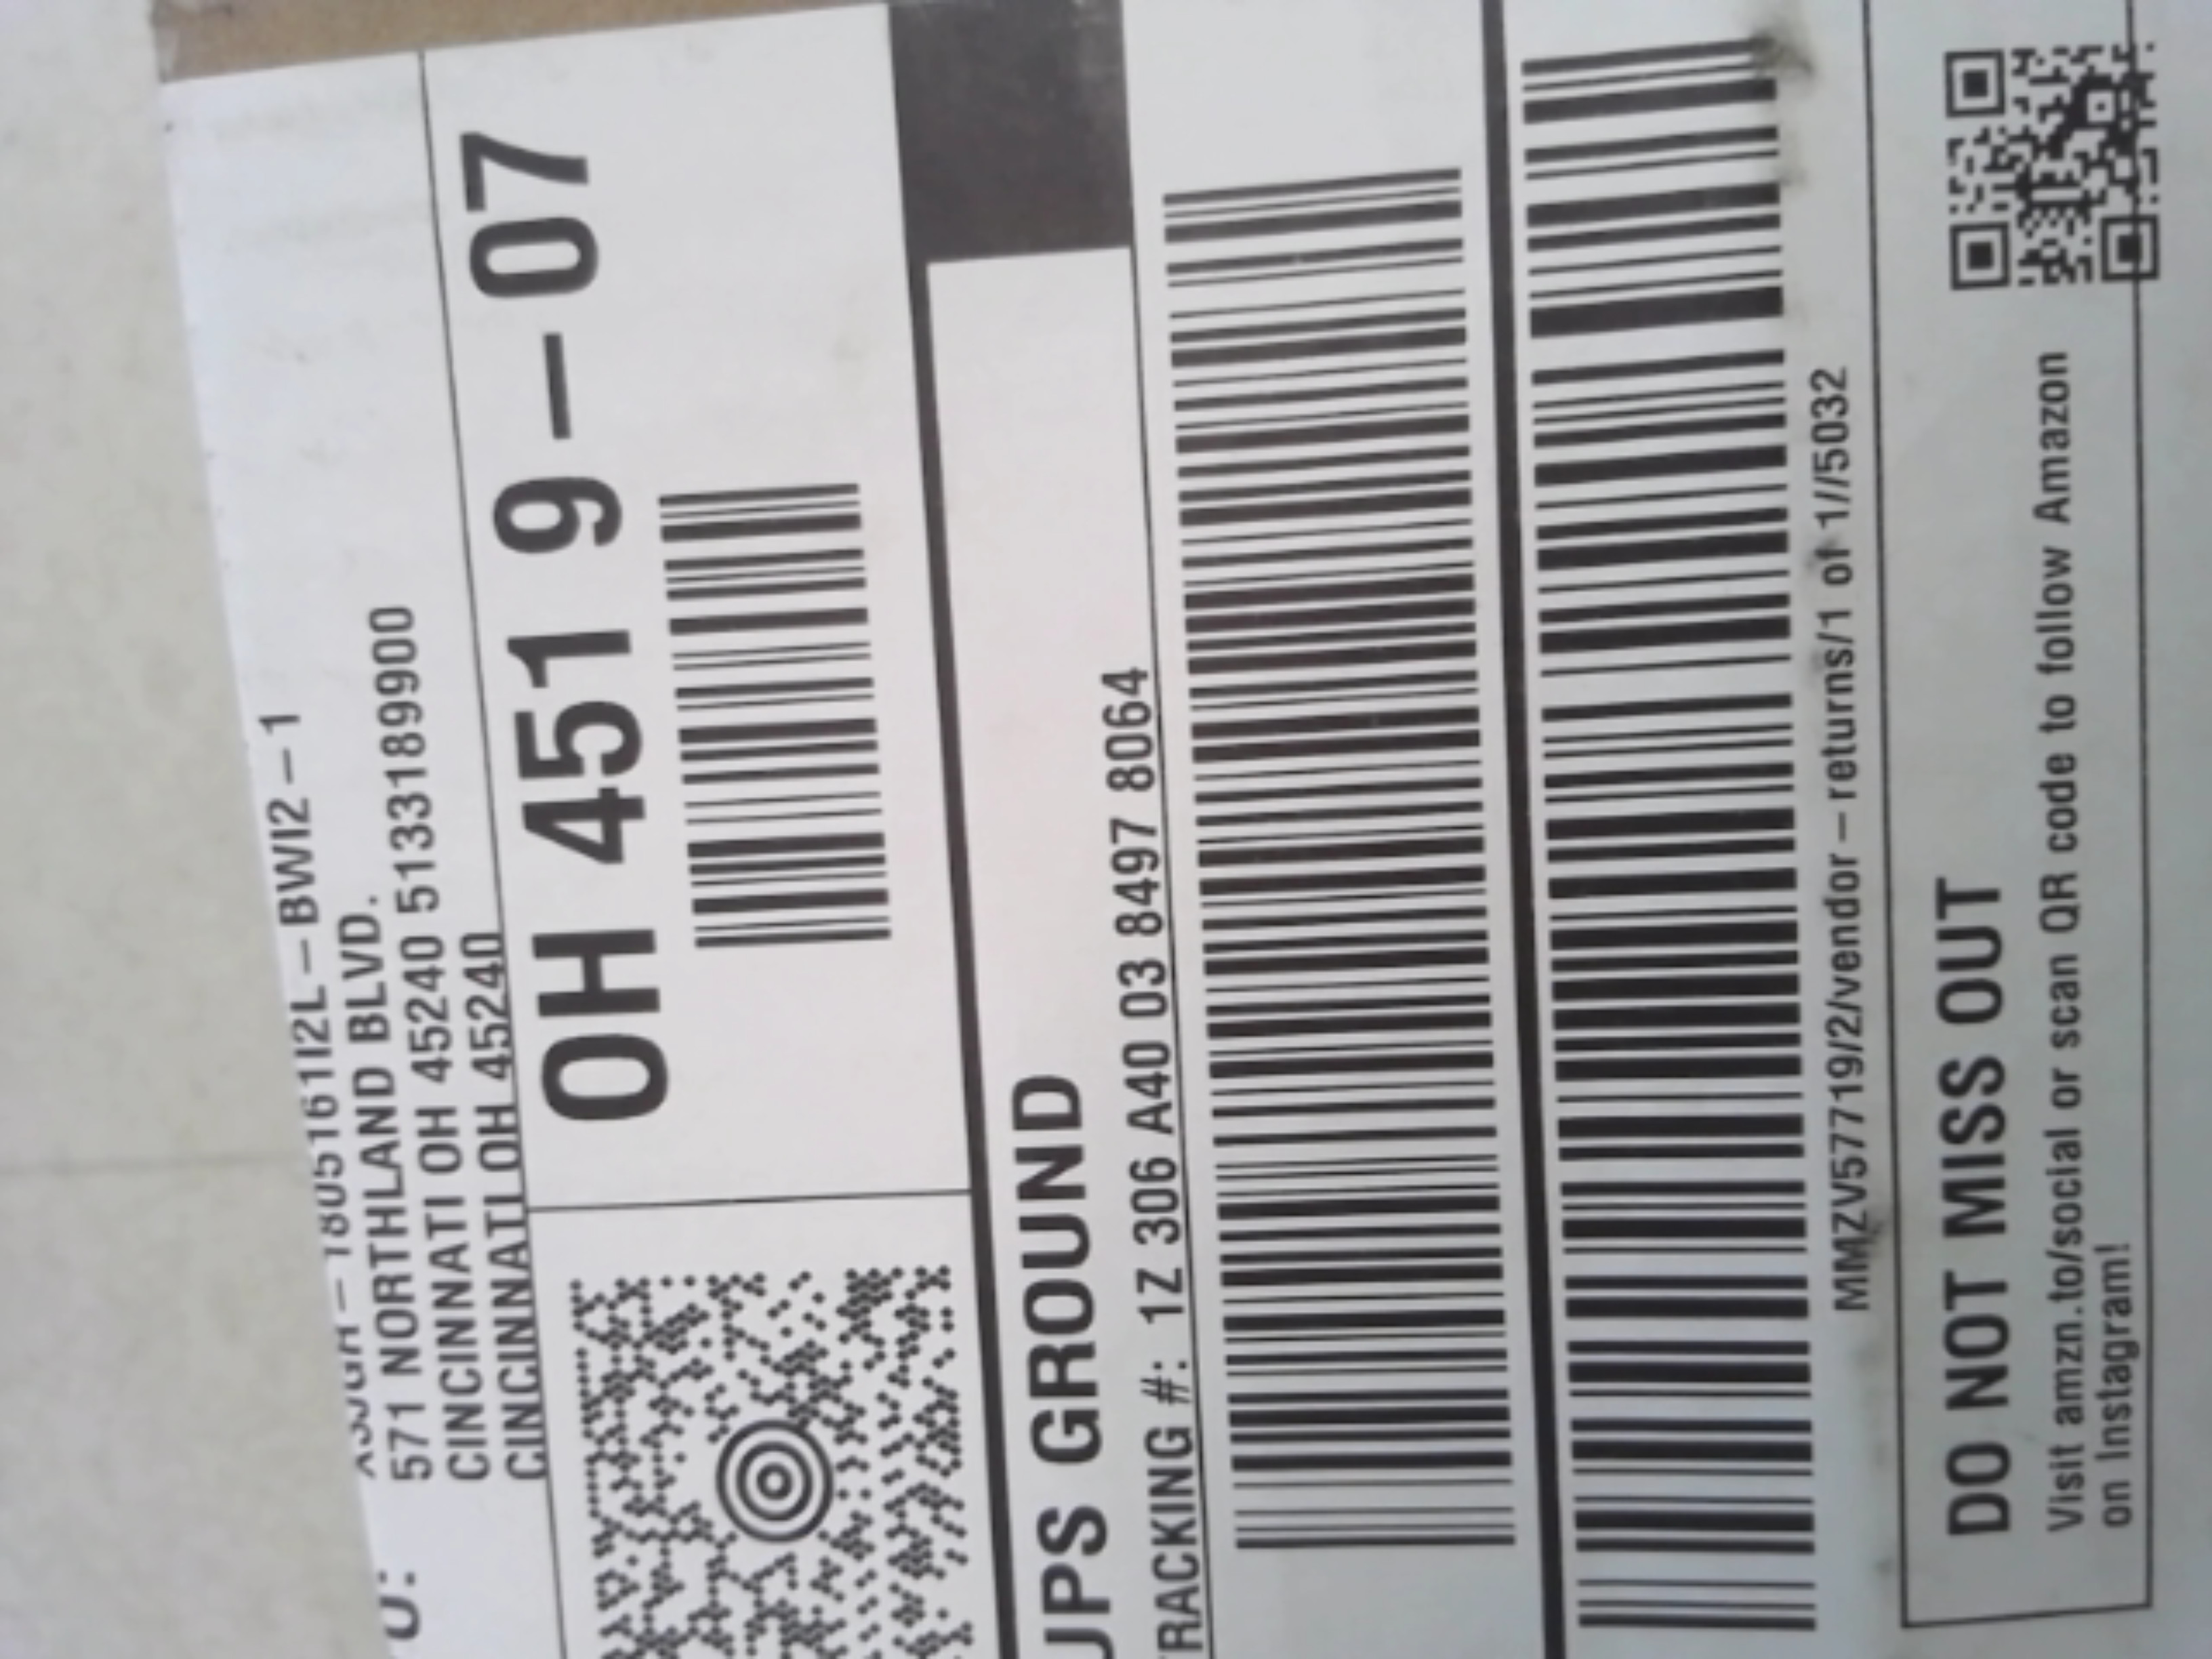 571 NORTHLAND BLVD.
CINCINNATI OH 45240 5133189900
CINCINNATI OH 45240
OH 451 9-07
UPS GROUND
TRACKING #: 1Z 306 A40 03 8497 8064
MMZV57719/2/vendor-returns/1 of 1//5032
DO NOT MISS OUT
Visit amzn.to/social or scan QR code to follow Amazon
on Instagram!